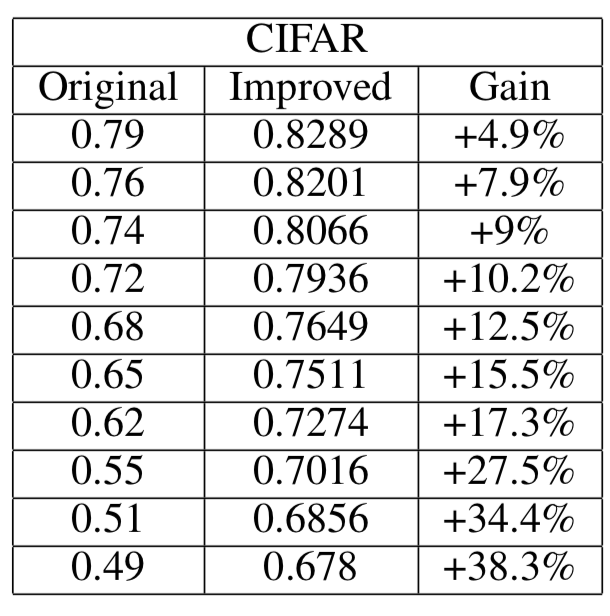 CIFAR
Original Improved Gain
0.79 0.8289 +4.9%
0.76 0.8201 +7.9%
0.74 0.8066 +9%
0.72 0.7936 +10.2%
0.68 0.7649 +12.5%
0.65 0.7511 +15.5%
0.62 0.7274 +17.3%
0.55 0.7016 +27.5%
0.51 0.6856 +34.4%
0.49 0.678 +38.3%